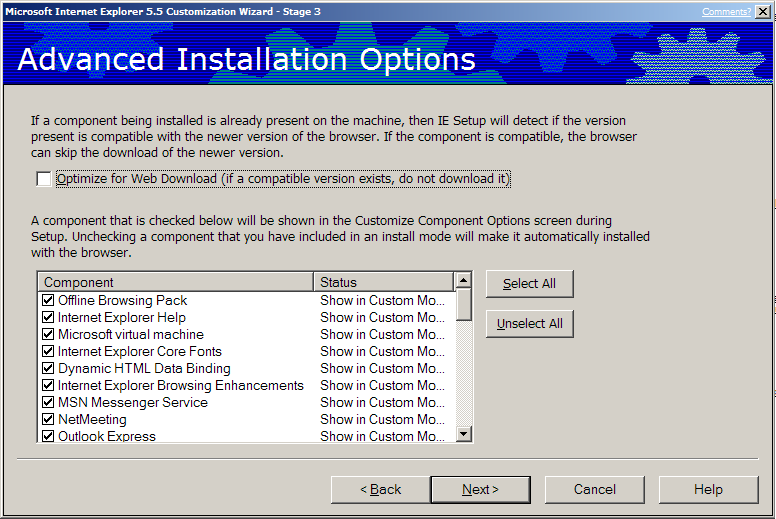 Microsoft Internet Explorer 5.5 Customization Wizard - Stage 3
Comments?
Advanced Installation Options
If a component being installed is already present on the machine, then IE Setup will detect if the version
present is compatible with the newer version of the browser. If the component is compatible, the browser
can skip the download of the newer version.
Optimize for Web Download (if a compatible version exists, do not download it)
A component that is checked below will be shown in the Customize Component Options screen during
Setup. Unchecking a component that you have included in an install mode will make it automatically installed
with the browser.
Component Status
Offline Browsing Pack Show in Custom Mo...
Internet Explorer Help Show in Custom Mo...
Microsoft virtual machine Show in Custom Mo...
Internet Explorer Core Fonts Show in Custom Mo...
Dynamic HTML Data Binding Show in Custom Mo...
Internet Explorer Browsing Enhancements Show in Custom Mo...
MSN Messenger Service Show in Custom Mo...
NetMeeting Show in Custom Mo...
Outlook Express Show in Custom Mo...
Select All
Unselect All
< Back Next > Cancel Help